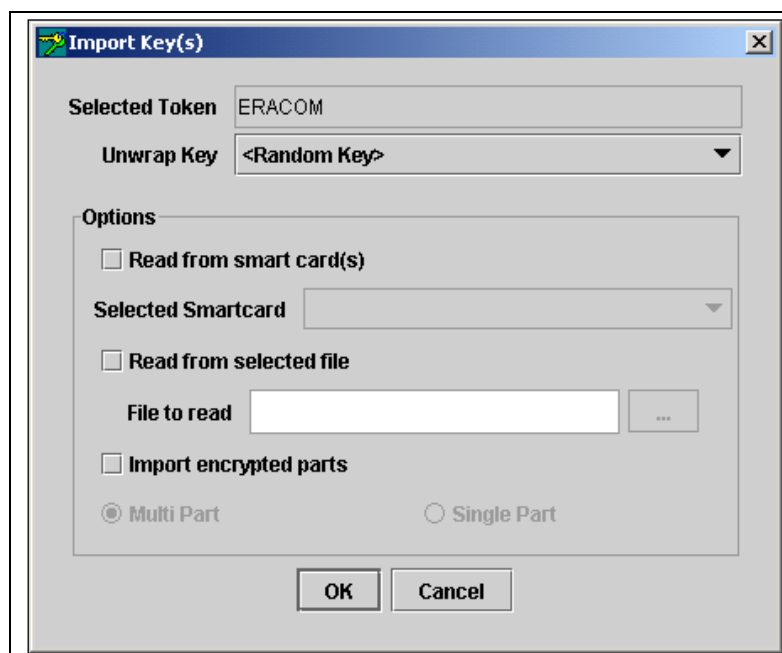 Import Key(s)
Selected Token ERACOM
Unwrap Key <Random Key>
Options
Read from smart card(s)
Selected Smartcard
Read from selected file
File to read ...
Import encrypted parts
Multi Part Single Part
OK Cancel